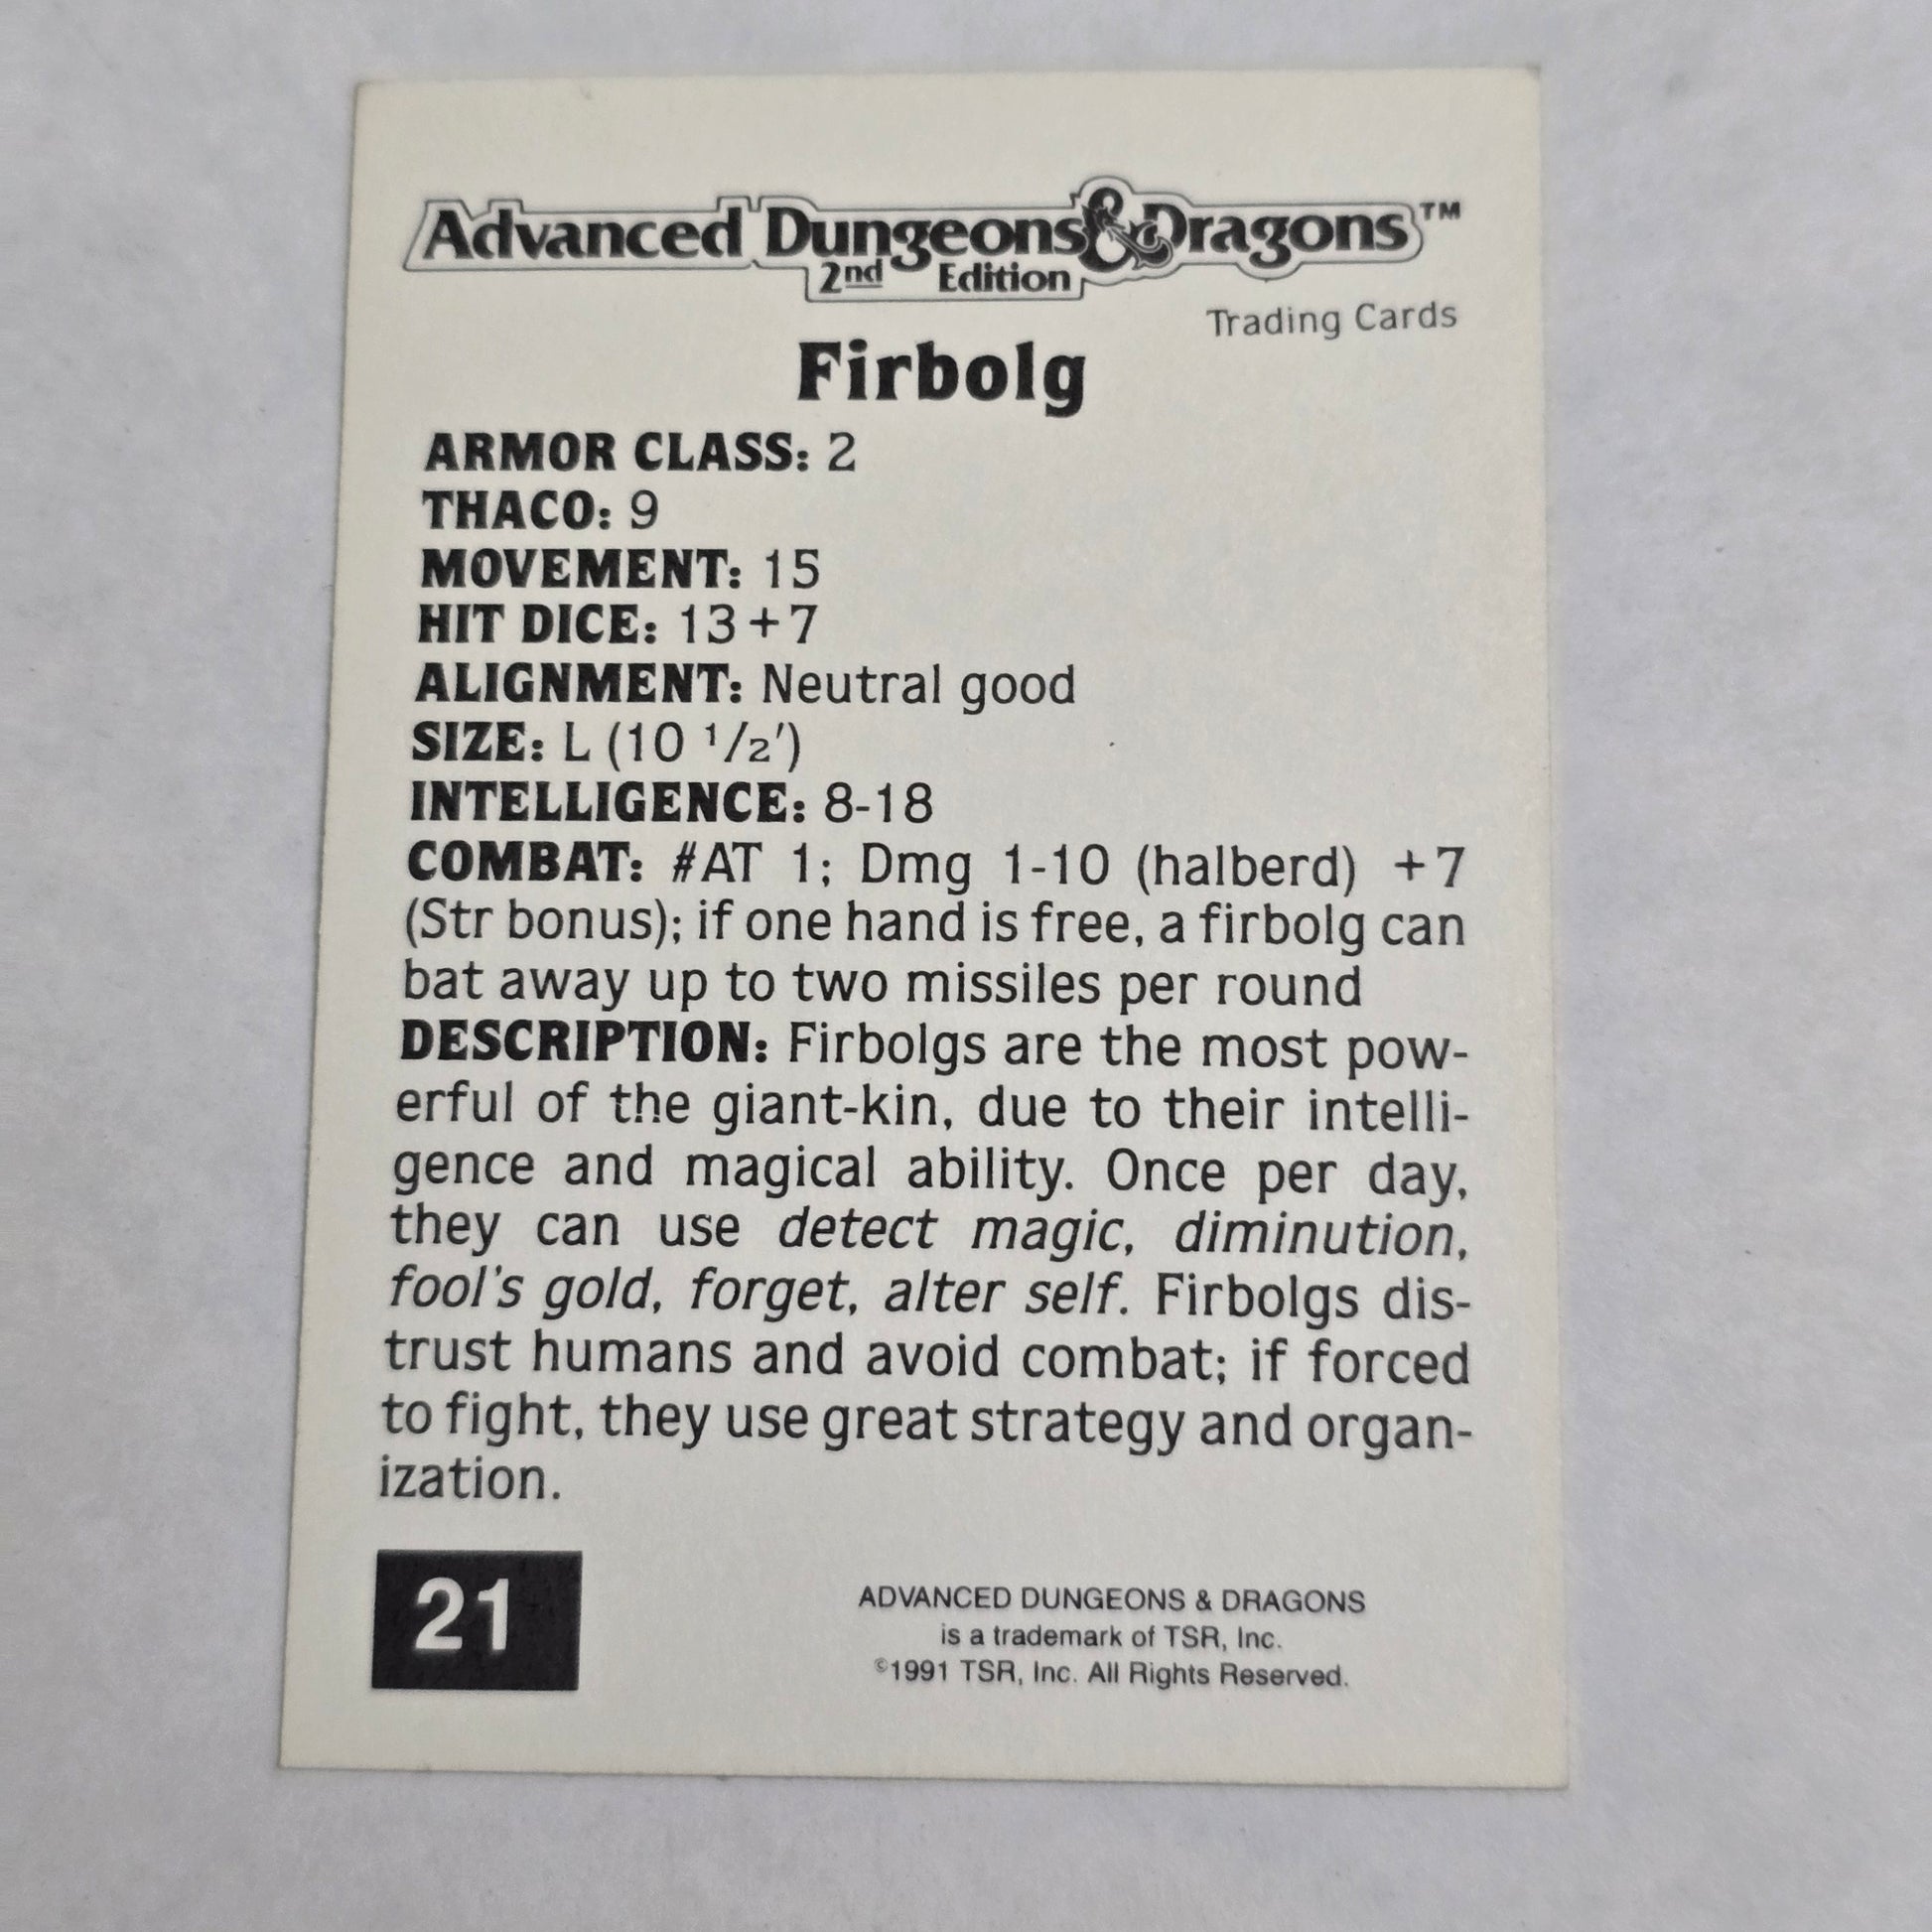 Advanced Dungeons & Dragons™
2nd Edition
Trading Cards
Firbolg
ARMOR CLASS: 2
THACO: 9
MOVEMENT: 15
HIT DICE: 13+7
ALIGNMENT: Neutral good
SIZE: L (10 1/2')
INTELLIGENCE: 8-18
COMBAT: #AT 1; Dmg 1-10 (halberd) +7
(Str bonus); if one hand is free, a firbolg can
bat away up to two missiles per round
DESCRIPTION: Firbolgs are the most pow-
erful of the giant-kin, due to their intelli-
gence and magical ability. Once per day,
they can use detect magic, diminution,
fool's gold, forget, alter self. Firbolgs dis-
trust humans and avoid combat; if forced
to fight, they use great strategy and organ-
ization.
21
ADVANCED DUNGEONS & DRAGONS
is a trademark of TSR, Inc.
©1991 TSR, Inc. All Rights Reserved.